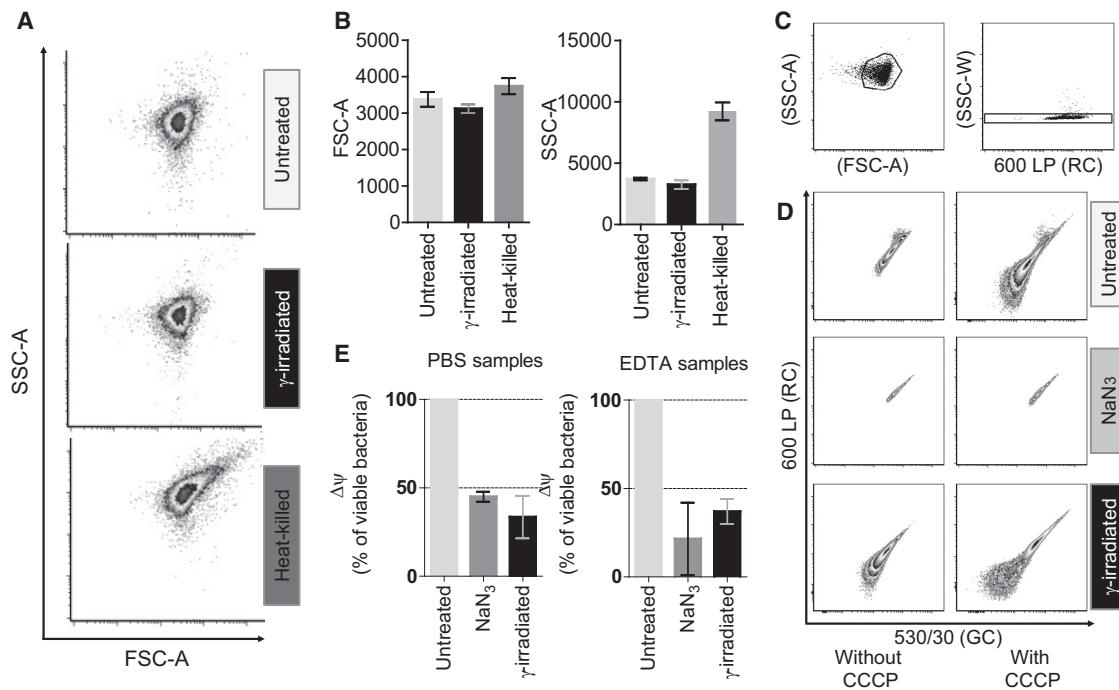 A
Untreated
γ-irradiated
Heat-killed
SSC-A
FSC-A
B
5000
4000
3000
2000
1000
0
FSC-A
Untreated
γ-irradiated
Heat-killed
15000
10000
5000
0
SSC-A
Untreated
γ-irradiated
Heat-killed
C
(SSC-A)
(FSC-A)
(SSC-W)
600 LP (RC)
D
Untreated
NaN3
γ-irradiated
600 LP (RC)
530/30 (GC)
Without
CCCP
With
CCCP
E
PBS samples
100
50
0
Δψ
(% of viable bacteria)
Untreated
NaN3
γ-irradiated
EDTA samples
100
50
0
Δψ
(% of viable bacteria)
Untreated
NaN3
γ-irradiated